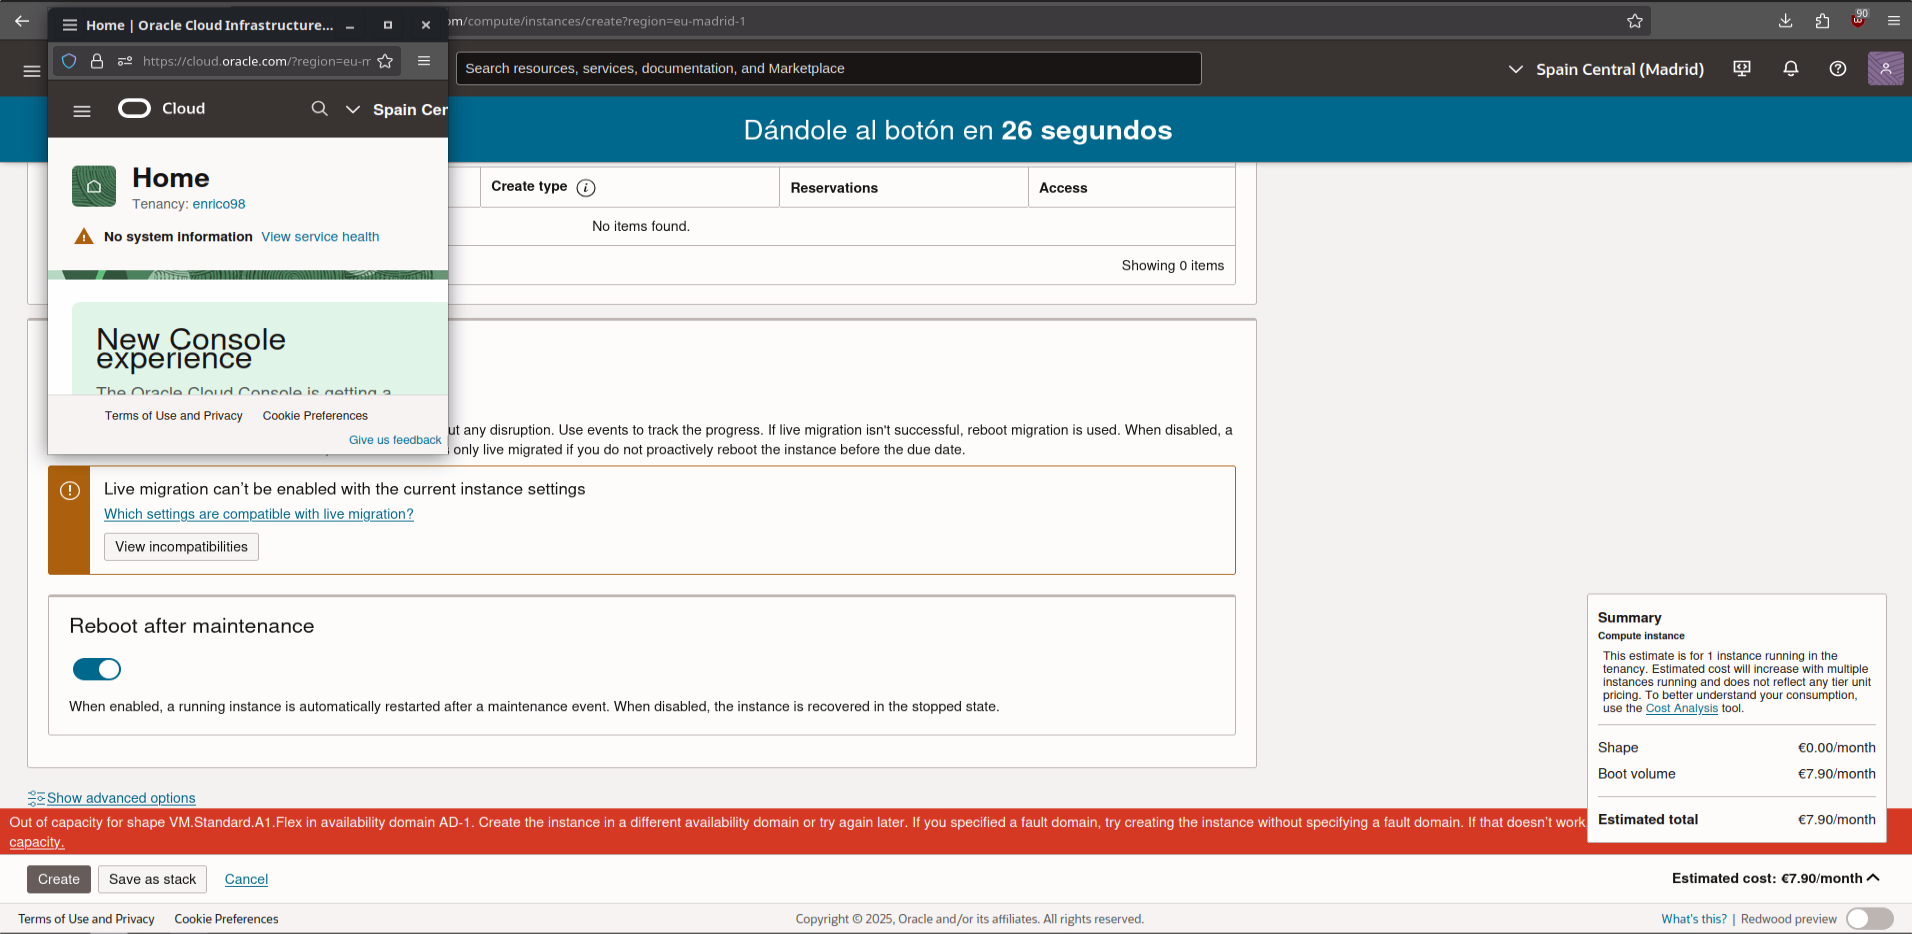 Home | Oracle Cloud Infrastructure...
https://cloud.oracle.com/?region=eu-m
Cloud
Spain Cer
Home
Tenancy: enrico98
No system information View service health
New Console
experience
The Oracle Cloud Console is getting a
Terms of Use and Privacy Cookie Preferences
Give us feedback
om/compute/instances/create?region=eu-madrid-1
90
Search resources, services, documentation, and Marketplace
Spain Central (Madrid)
Dándole al botón en 26 segundos
Create type Reservations Access
No items found.
Showing 0 items
ut any disruption. Use events to track the progress. If live migration isn't successful, reboot migration is used. When disabled, a
only live migrated if you do not proactively reboot the instance before the due date.
Live migration can't be enabled with the current instance settings
Which settings are compatible with live migration?
View incompatibilities
Reboot after maintenance
When enabled, a running instance is automatically restarted after a maintenance event. When disabled, the instance is recovered in the stopped state.
Show advanced options
Summary
Compute instance
This estimate is for 1 instance running in the
tenancy. Estimated cost will increase with multiple
instances running and does not reflect any tier unit
pricing. To better understand your consumption,
use the Cost Analysis tool.
Shape €0.00/month
Boot volume €7.90/month
Estimated total €7.90/month
Out of capacity for shape VM.Standard.A1.Flex in availability domain AD-1. Create the instance in a different availability domain or try again later. If you specified a fault domain, try creating the instance without specifying a fault domain. If that doesn't work
capacity.
Create Save as stack Cancel
Estimated cost: €7.90/month
Terms of Use and Privacy Cookie Preferences
Copyright © 2025, Oracle and/or its affiliates. All rights reserved.
What's this? | Redwood preview